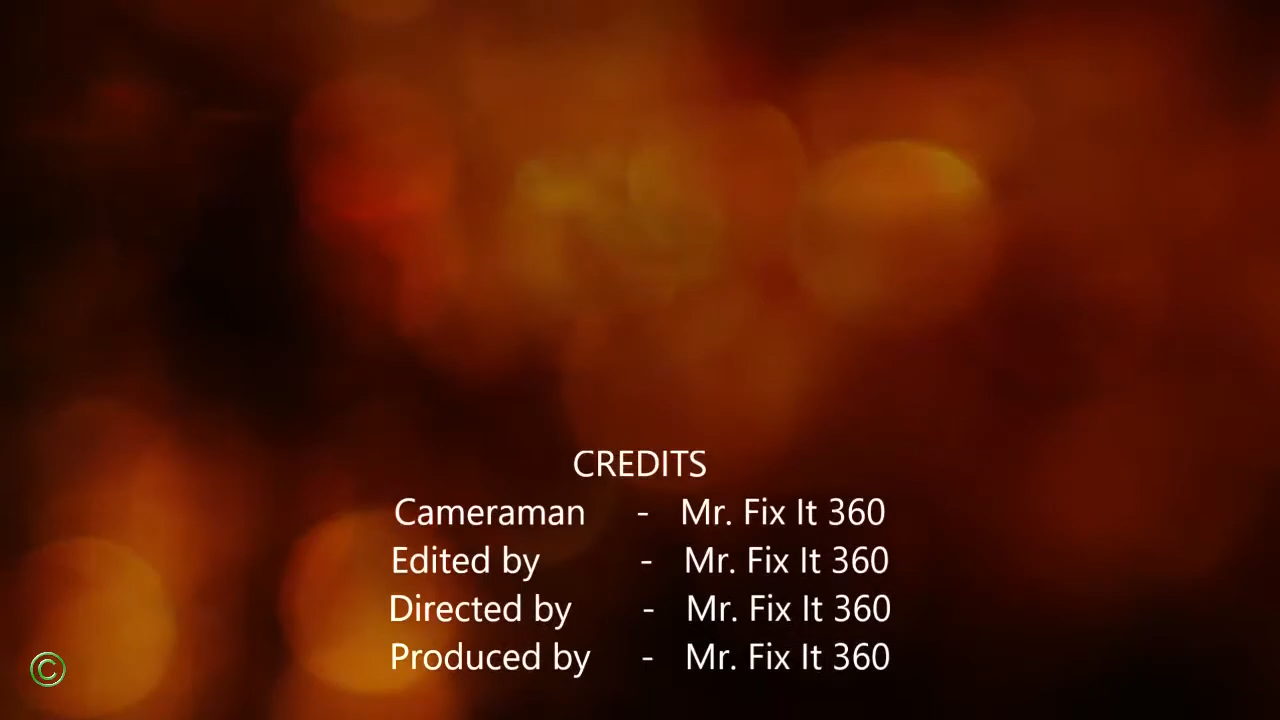 CREDITS
Cameraman - Mr. Fix It 360
Edited by - Mr. Fix It 360
Directed by - Mr. Fix It 360
Produced by - Mr. Fix It 360
©